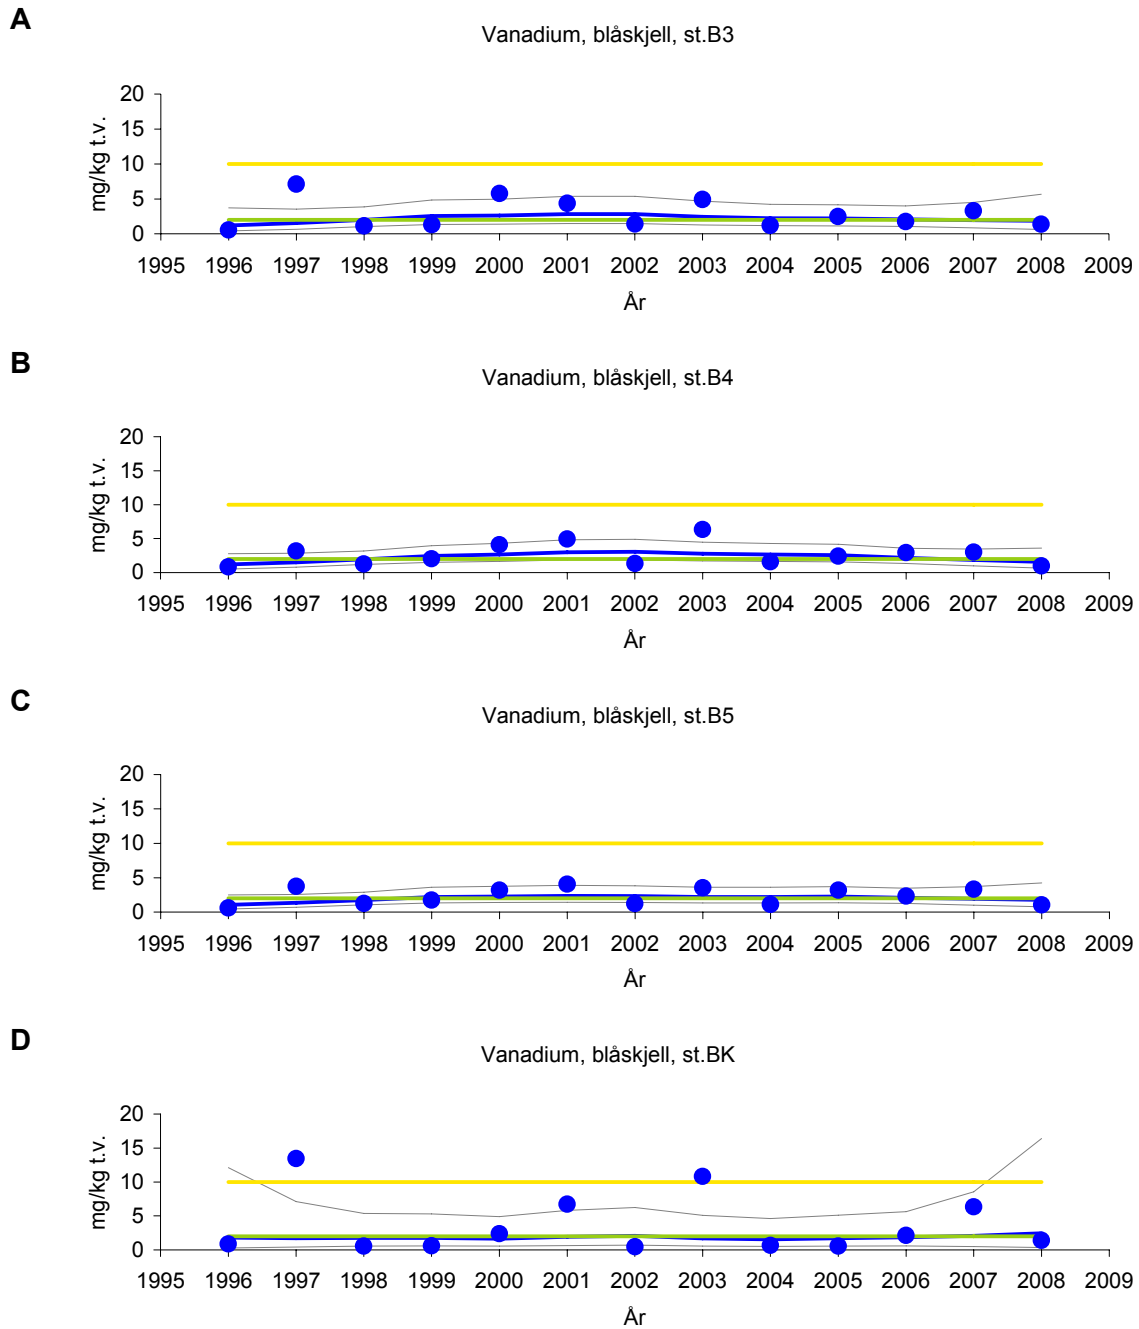 A
Vanadium, blåskjell, st.B3
mg/kg t.v.
20
15
10
5
0
1995 1996 1997 1998 1999 2000 2001 2002 2003 2004 2005 2006 2007 2008 2009
År
B
Vanadium, blåskjell, st.B4
mg/kg t.v.
20
15
10
5
0
1995 1996 1997 1998 1999 2000 2001 2002 2003 2004 2005 2006 2007 2008 2009
År
C
Vanadium, blåskjell, st.B5
mg/kg t.v.
20
15
10
5
0
1995 1996 1997 1998 1999 2000 2001 2002 2003 2004 2005 2006 2007 2008 2009
År
D
Vanadium, blåskjell, st.BK
mg/kg t.v.
20
15
10
5
0
1995 1996 1997 1998 1999 2000 2001 2002 2003 2004 2005 2006 2007 2008 2009
År